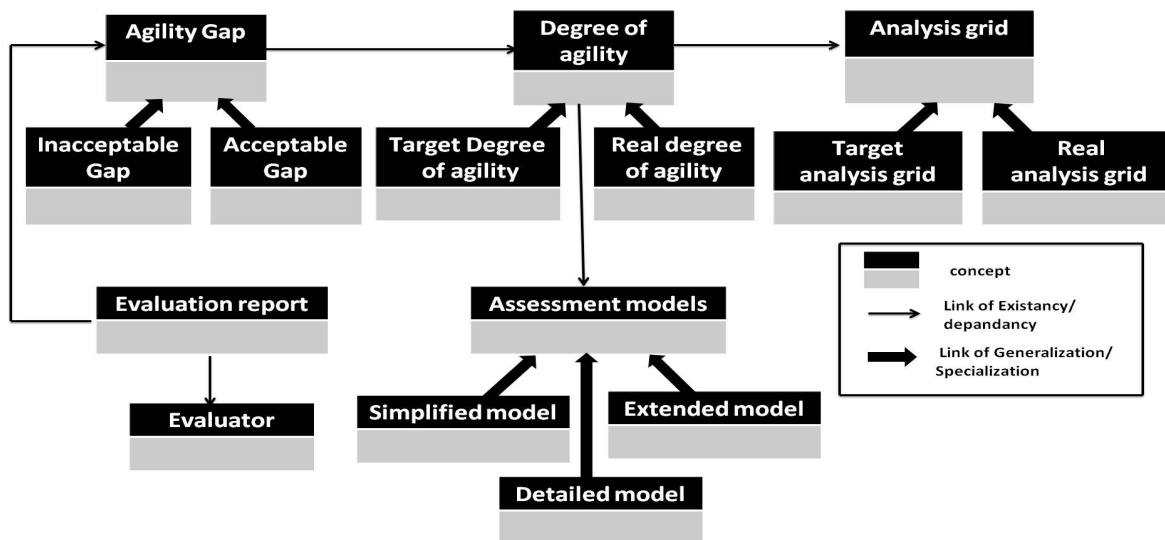 Agility Gap
Degree of
agility
Analysis grid
Inacceptable
Gap
Acceptable
Gap
Target Degree
of agility
Real degree
of agility
Target
analysis grid
Real
analysis grid
concept
Link of Existancy/
depandancy
Link of Generalization/
Specialization
Evaluation report
Assessment models
Evaluator
Simplified model
Extended model
Detailed model